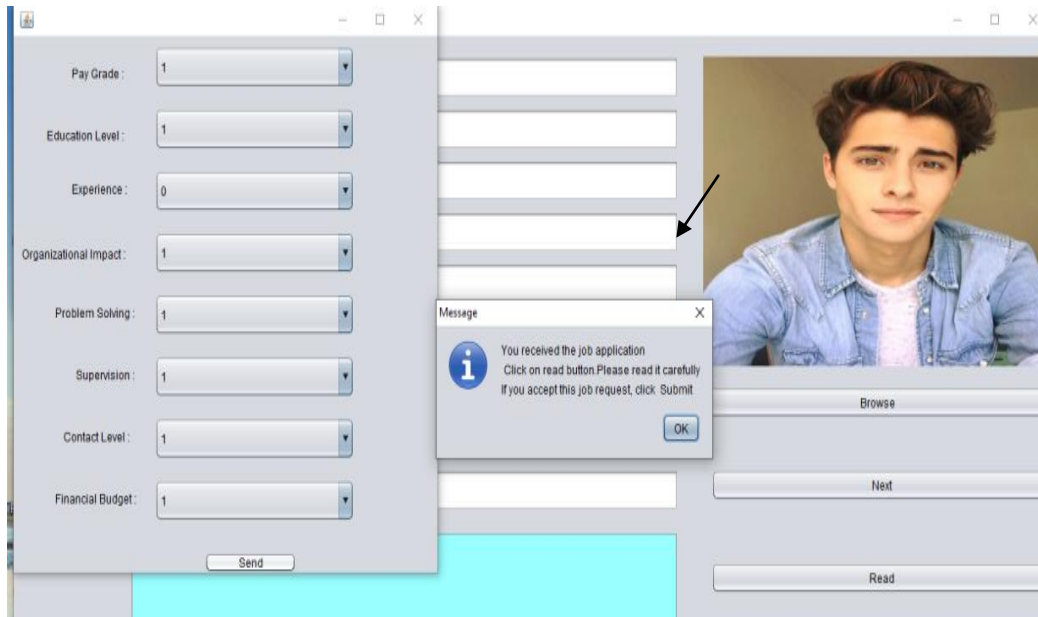 Pay Grade :
1
Education Level :
1
Experience :
0
Organizational Impact :
1
Problem Solving :
1
Supervision :
1
Contact Level :
1
Financial Budget :
1
Send
Message
You received the job application
Click on read button.Please read it carefully
If you accept this job request, click Submit
OK
Browse
Next
Read